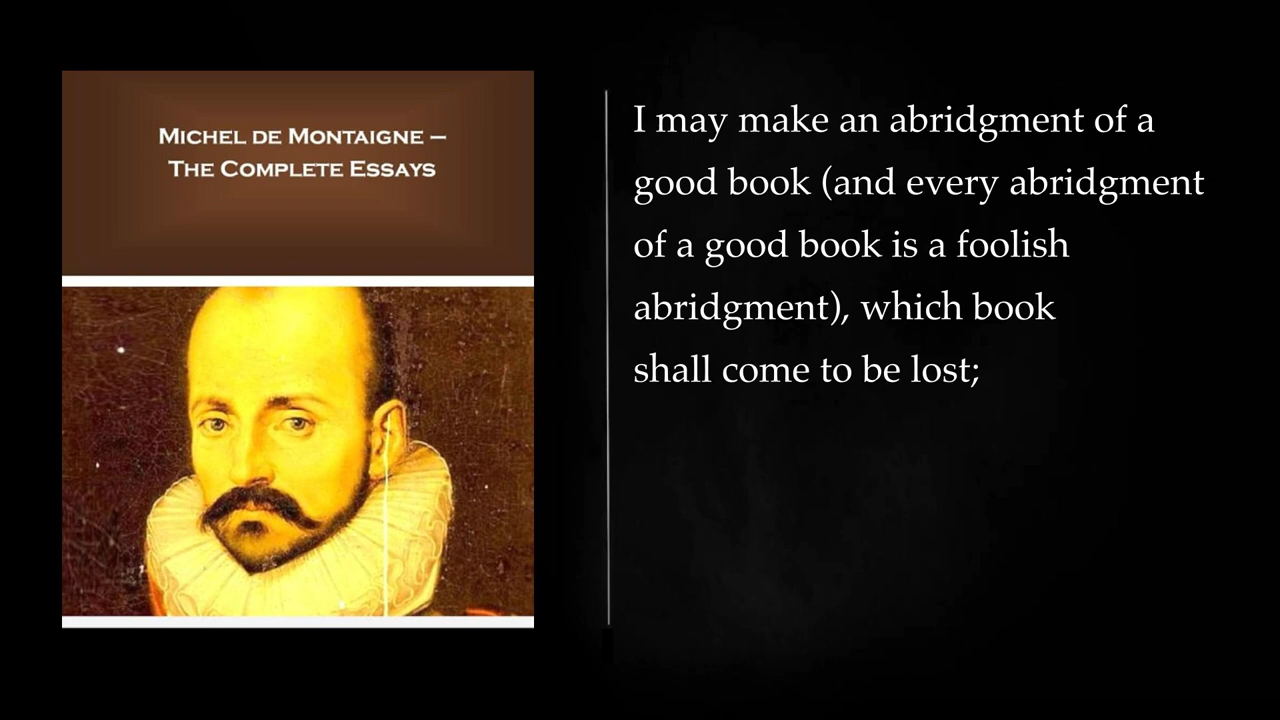 MICHEL DE MONTAIGNE –
THE COMPLETE ESSAYS
I may make an abridgment of a
good book (and every abridgment
of a good book is a foolish
abridgment), which book
shall come to be lost;